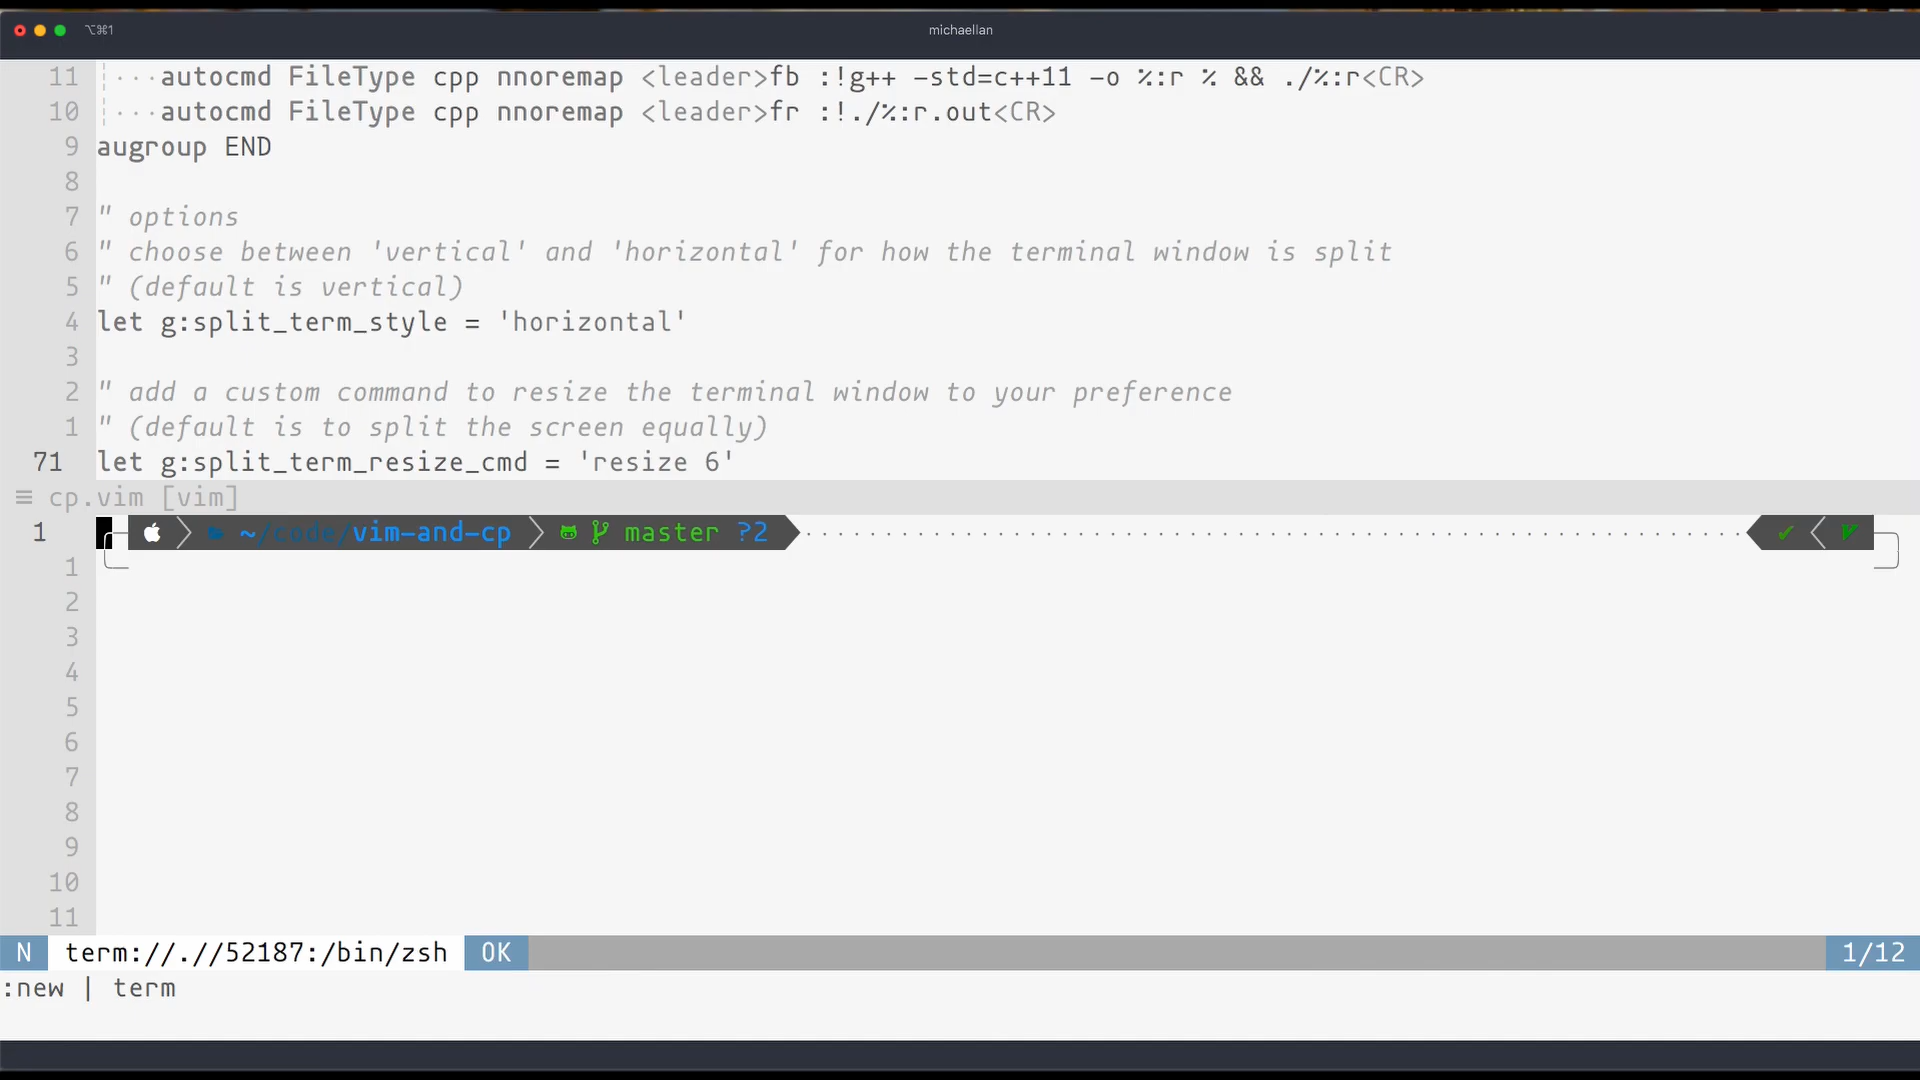 ⌥⌘1
michaellan
11 ···autocmd FileType cpp nnoremap <leader>fb :!g++ -std=c++11 -o %:r % && ./%:r<CR>
10 ···autocmd FileType cpp nnoremap <leader>fr :!./%:r.out<CR>
9 augroup END
8
7 " options
6 " choose between 'vertical' and 'horizontal' for how the terminal window is split
5 " (default is vertical)
4 let g:split_term_style = 'horizontal'
3
2 " add a custom command to resize the terminal window to your preference
1 " (default is to split the screen equally)
71 let g:split_term_resize_cmd = 'resize 6'
≡ cp.vim [vim]
1 ~/code/vim-and-cp master ?2 ✔
1
2
3
4
5
6
7
8
9
10
11
N term://.//52187:/bin/zsh OK 1/12
:new | term